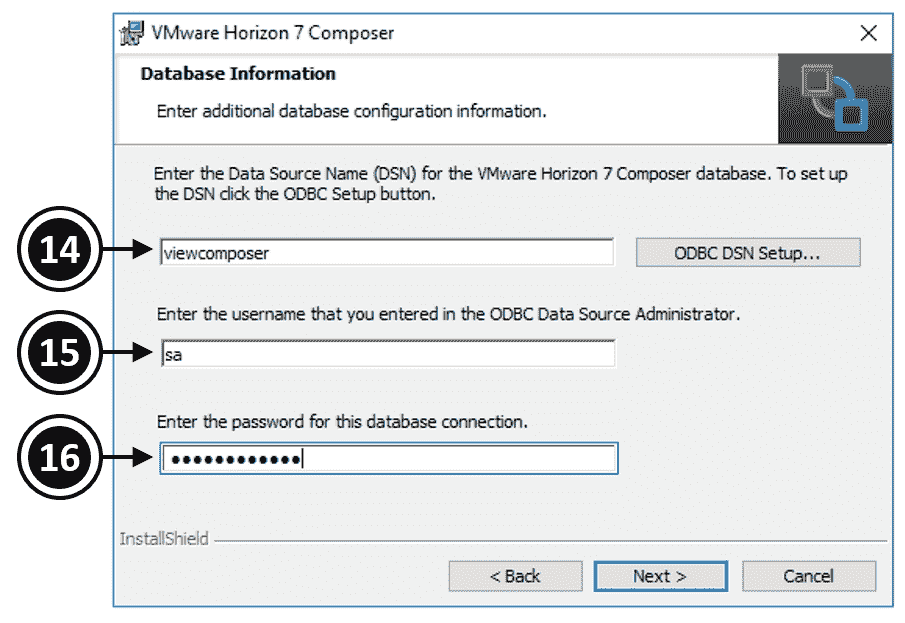 VMware Horizon 7 Composer
Database Information
Enter additional database configuration information.
Enter the Data Source Name (DSN) for the VMware Horizon 7 Composer database. To set up
the DSN click the ODBC Setup button.
14
viewcomposer
ODBC DSN Setup...
Enter the username that you entered in the ODBC Data Source Administrator.
15
sa
Enter the password for this database connection.
16
••••••••••••
InstallShield
< Back
Next >
Cancel